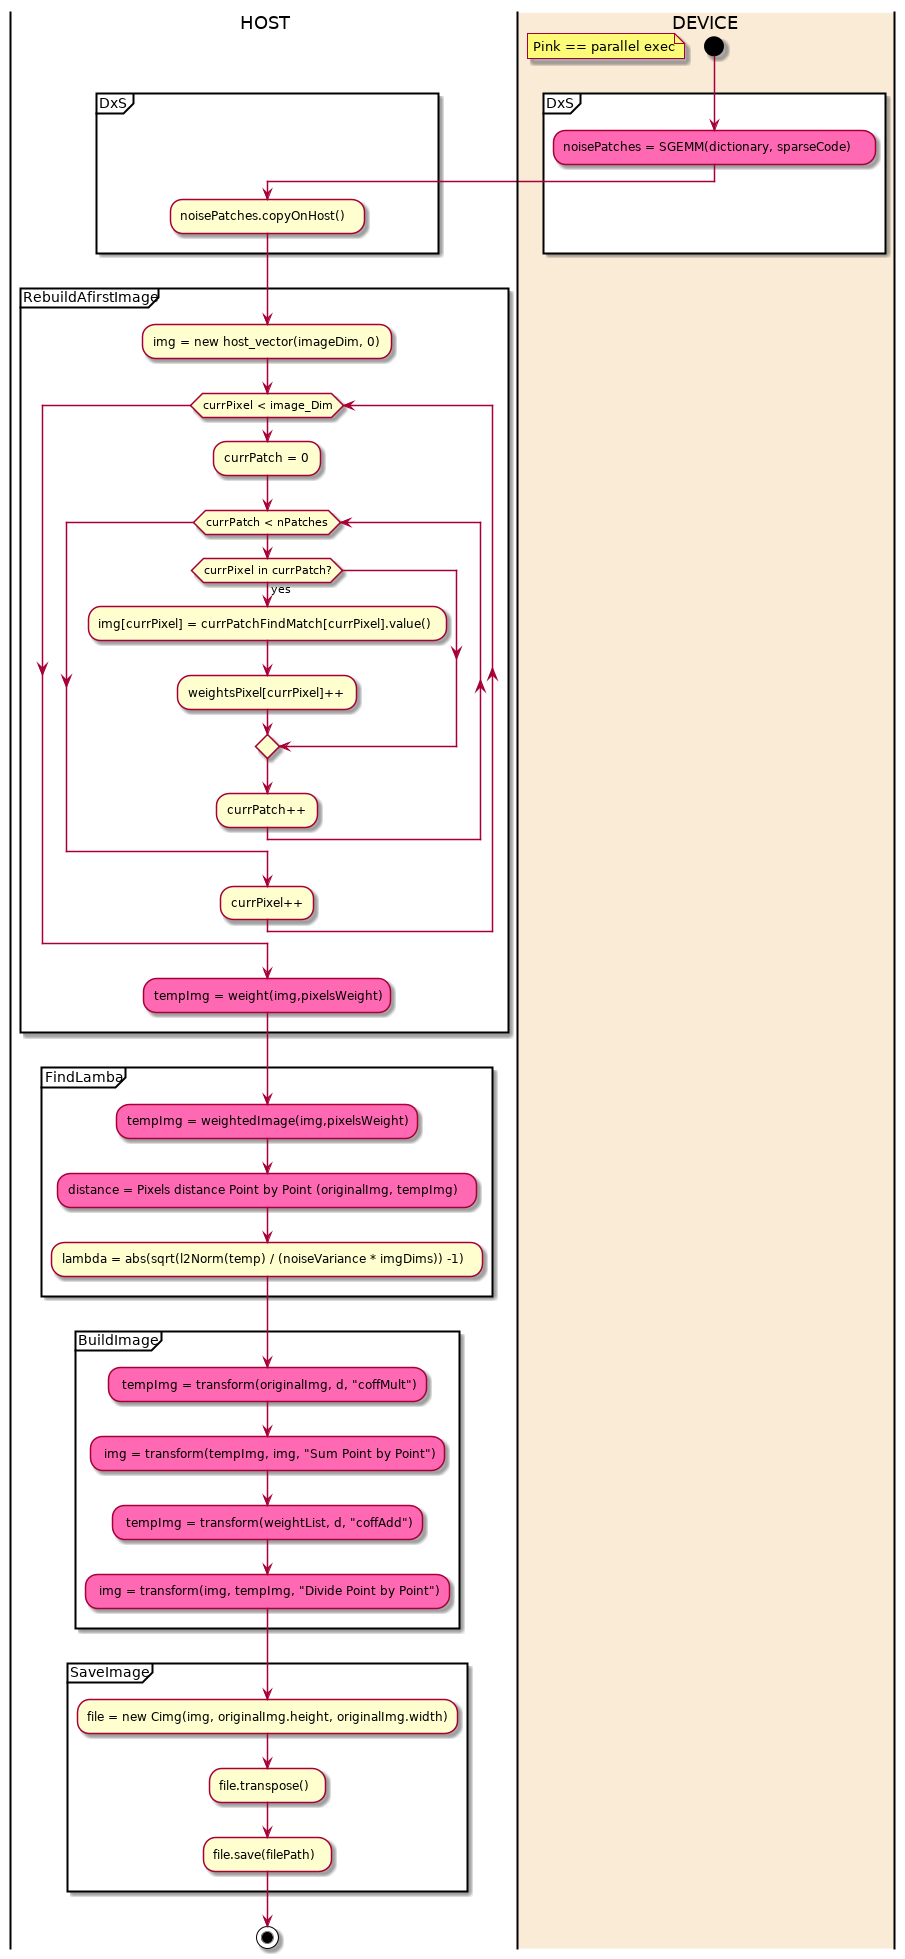 HOST
DEVICE
Pink == parallel exec
DxS
DxS
noisePatches = SGEMM(dictionary, sparseCode)
noisePatches.copyOnHost()
RebuildAfirstImage
img = new host_vector(imageDim, 0)
currPixel < image_Dim
currPatch = 0
currPatch < nPatches
currPixel in currPatch?
yes
img[currPixel] = currPatchFindMatch[currPixel].value()
weightsPixel[currPixel]++
currPatch++
currPixel++
tempImg = weight(img,pixelsWeight)
FindLamba
tempImg = weightedImage(img,pixelsWeight)
distance = Pixels distance Point by Point (originalImg, tempImg)
lambda = abs(sqrt(l2Norm(temp) / (noiseVariance * imgDims)) -1)
BuildImage
tempImg = transform(originalImg, d, "coffMult")
img = transform(tempImg, img, "Sum Point by Point")
tempImg = transform(weightList, d, "coffAdd")
img = transform(img, tempImg, "Divide Point by Point")
SaveImage
file = new Cimg(img, originalImg.height, originalImg.width)
file.transpose()
file.save(filePath)